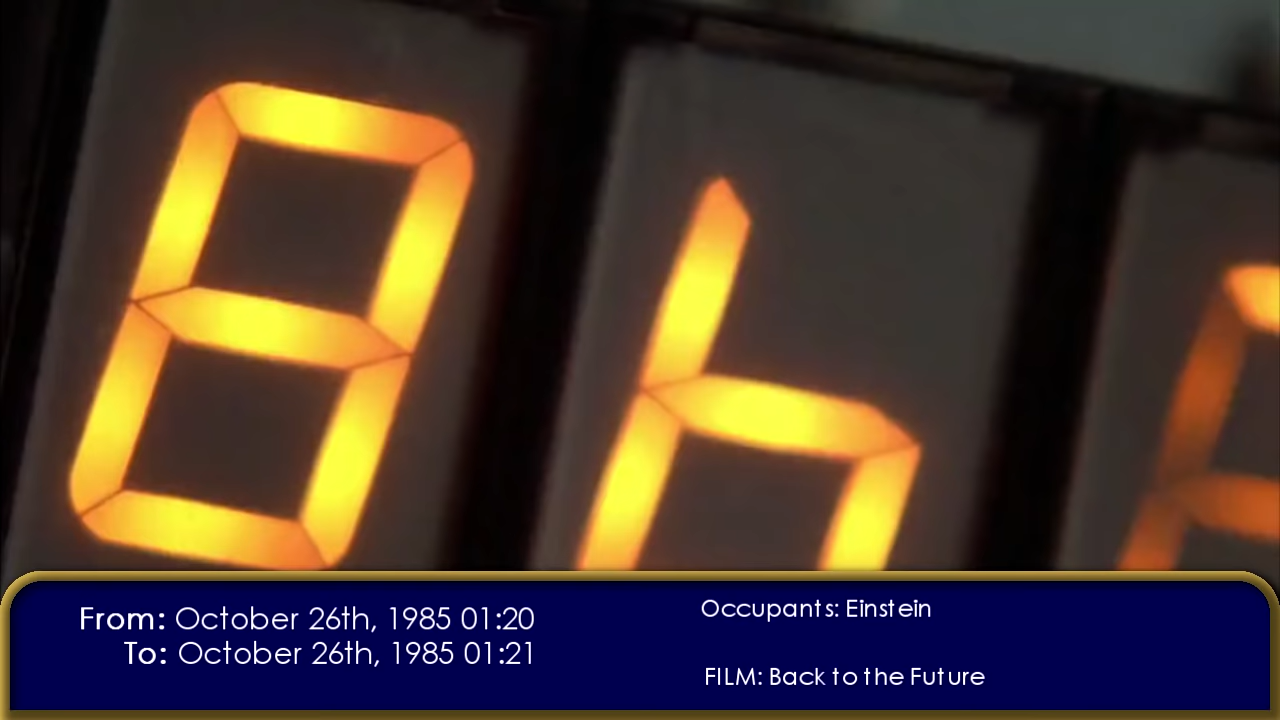 8h
From: October 26th, 1985 01:20
To: October 26th, 1985 01:21
Occupants: Einstein
FILM: Back to the Future